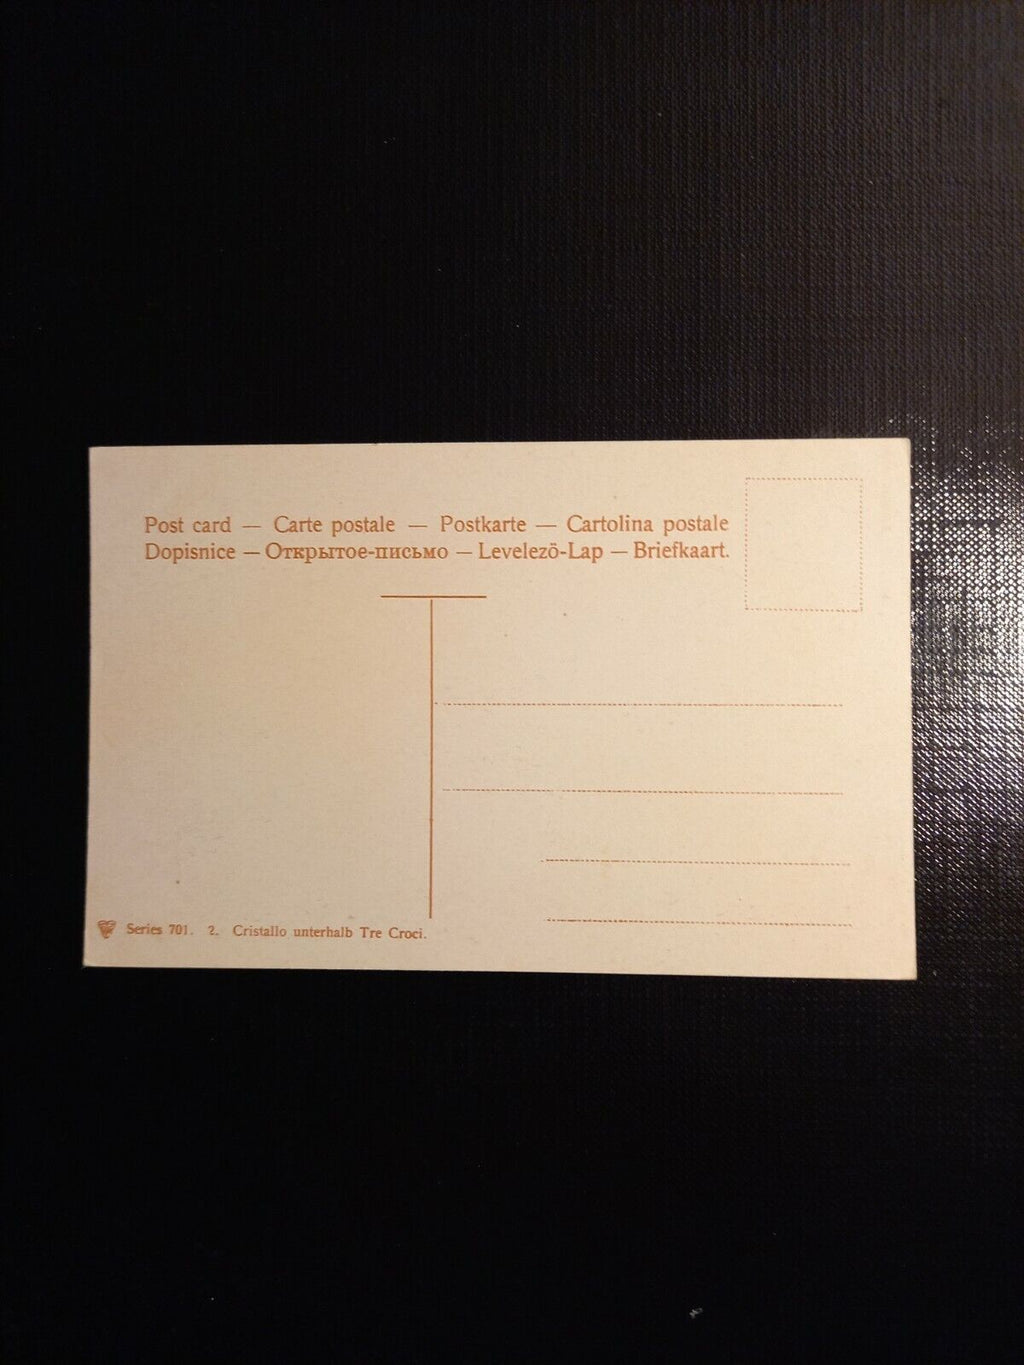 Post card — Carte postale — Postkarte — Cartolina postale
Dopisnice — Открытое-письмо — Levelező-Lap — Briefkaart.
Series 701. 2. Cristallo unterhalb Tre Croci.